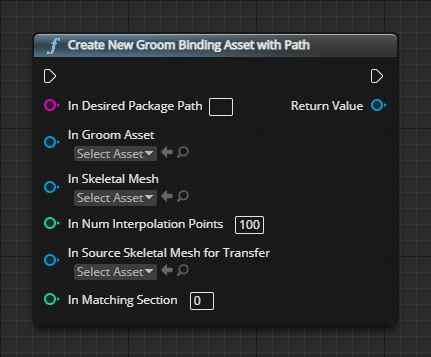 f Create New Groom Binding Asset with Path
In Desired Package Path
Return Value
In Groom Asset
Select Asset
In Skeletal Mesh
Select Asset
In Num Interpolation Points 100
In Source Skeletal Mesh for Transfer
Select Asset
In Matching Section 0